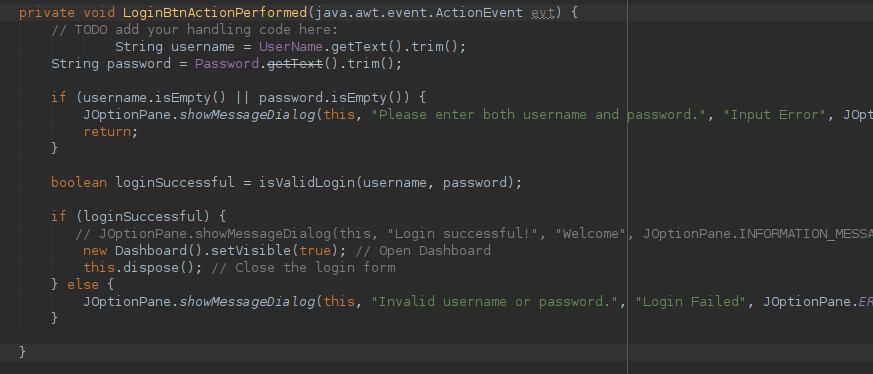 private void LoginBtnActionPerformed(java.awt.event.ActionEvent evt) {
// TODO add your handling code here:
String username = UserName.getText().trim();
String password = Password.getText().trim();
if (username.isEmpty() || password.isEmpty()) {
JOptionPane.showMessageDialog(this, "Please enter both username and password.", "Input Error", JOpt
return;
}
boolean loginSuccessful = isValidLogin(username, password);
if (loginSuccessful) {
// JOptionPane.showMessageDialog(this, "Login successful!", "Welcome", JOptionPane.INFORMATION_MESSA
new Dashboard().setVisible(true); // Open Dashboard
this.dispose(); // Close the login form
} else {
JOptionPane.showMessageDialog(this, "Invalid username or password.", "Login Failed", JOptionPane.ER
}
}